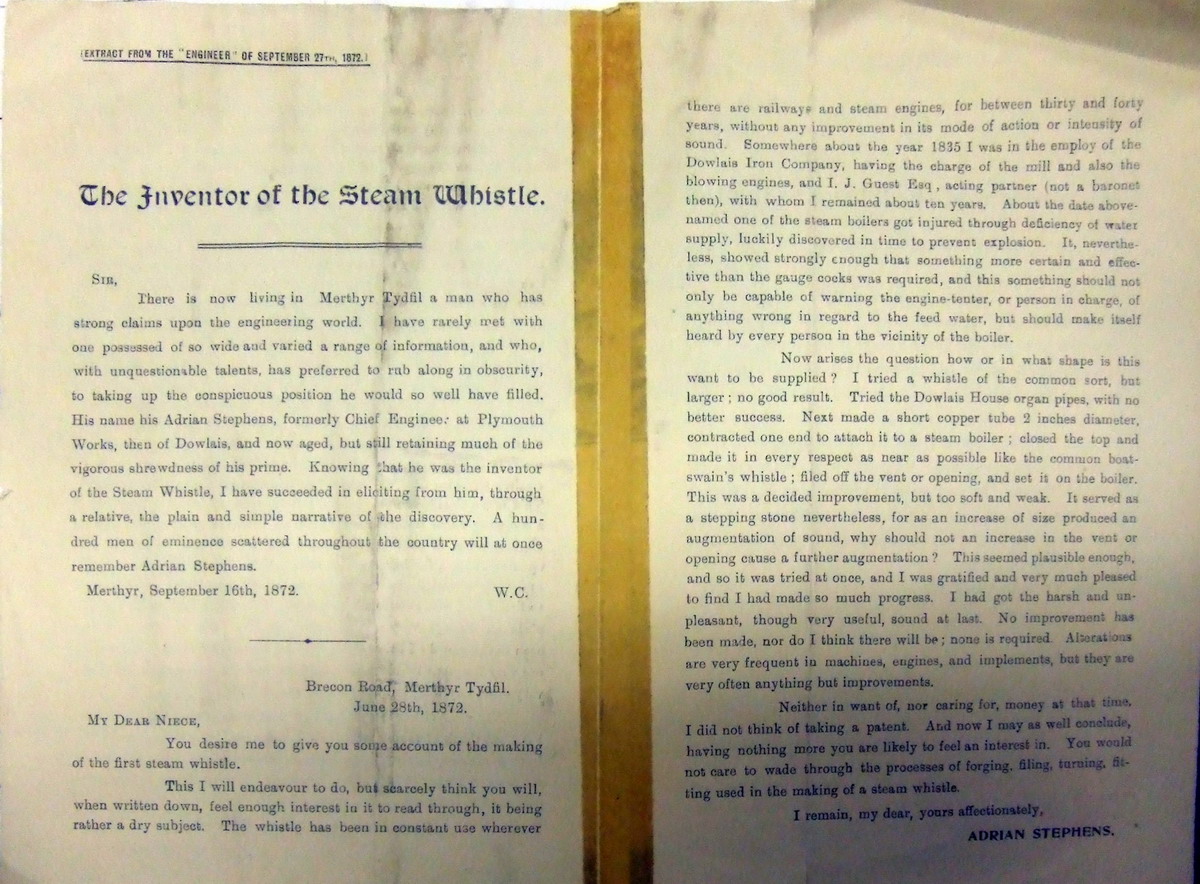 (EXTRACT FROM THE "ENGINEER" OF SEPTEMBER 27TH, 1872.)
The Inventor of the Steam Whistle.
SIR,
There is now living in Merthyr Tydfil a man who has
strong claims upon the engineering world. I have rarely met with
one possessed of so wide and varied a range of information, and who,
with unquestionable talents, has preferred to rub along in obscurity,
to taking up the conspicuous position he would so well have filled.
His name his Adrian Stephens, formerly Chief Engineer at Plymouth
Works, then of Dowlais, and now aged, but still retaining much of the
vigorous shrewdness of his prime. Knowing that he was the inventor
of the Steam Whistle, I have succeeded in eliciting from him, through
a relative, the plain and simple narrative of the discovery. A hun-
dred men of eminence scattered throughout the country will at once
remember Adrian Stephens.
Merthyr, September 16th, 1872. W.C.
Brecon Road, Merthyr Tydfil.
June 28th, 1872.
MY DEAR NIECE,
You desire me to give you some account of the making
of the first steam whistle.
This I will endeavour to do, but scarcely think you will,
when written down, feel enough interest in it to read through, it being
rather a dry subject. The whistle has been in constant use wherever
there are railways and steam engines, for between thirty and forty
years, without any improvement in its mode of action or intensity of
sound. Somewhere about the year 1835 I was in the employ of the
Dowlais Iron Company, having the charge of the mill and also the
blowing engines, and I. J. Guest Esq , acting partner (not a baronet
then), with whom I remained about ten years. About the date above-
named one of the steam boilers got injured through deficiency of water
supply, luckily discovered in time to prevent explosion. It, neverthe-
less, showed strongly enough that something more certain and effec-
tive than the gauge cocks was required, and this something should not
only be capable of warning the engine-tenter, or person in charge, of
anything wrong in regard to the feed water, but should make itself
heard by every person in the vicinity of the boiler.
Now arises the question how or in what shape is this
want to be supplied ? I tried a whistle of the common sort, but
larger ; no good result. Tried the Dowlais House organ pipes, with no
better success. Next made a short copper tube 2 inches diameter,
contracted one end to attach it to a steam boiler ; closed the top and
made it in every respect as near as possible like the common boat-
swain's whistle ; filed off the vent or opening, and set it on the boiler.
This was a decided improvement, but too soft and weak. It served as
a stepping stone nevertheless, for as an increase of size produced an
augmentation of sound, why should not an increase in the vent or
opening cause a further augmentation ? This seemed plausible enough,
and so it was tried at once, and I was gratified and very much pleased
to find I had made so much progress. I had got the harsh and un-
pleasant, though very useful, sound at last. No improvement has
been made, nor do I think there will be ; none is required. Alterations
are very frequent in machines, engines, and implements, but they are
very often anything but improvements.
Neither in want of, nor caring for, money at that time,
I did not think of taking a patent. And now I may as well conclude,
having nothing more you are likely to feel an interest in. You would
not care to wade through the processes of forging, filing, turning, fit-
ting used in the making of a steam whistle.
I remain, my dear, yours affectionately,
ADRIAN STEPHENS.